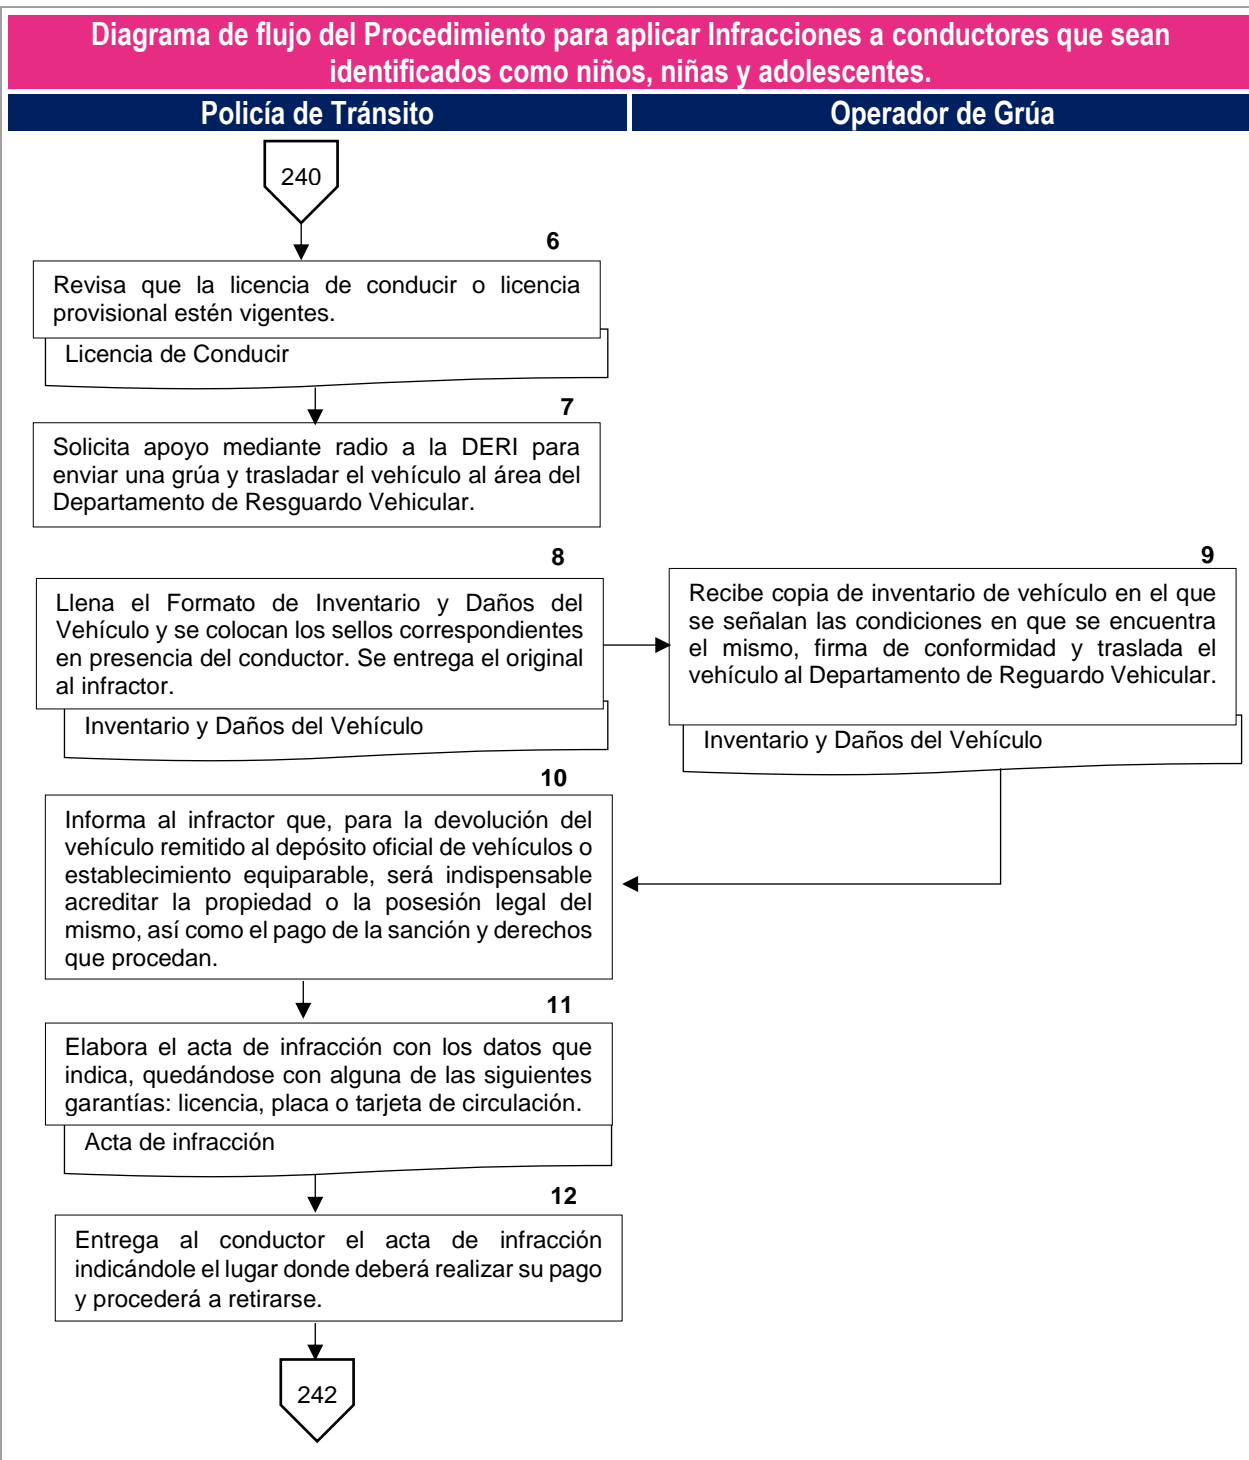 Diagrama de flujo del Procedimiento para aplicar Infracciones a conductores que sean
identificados como niños, niñas y adolescentes.
Policía de Tránsito
Operador de Grúa
240
6
Revisa que la licencia de conducir o licencia
provisional estén vigentes.
Licencia de Conducir
7
Solicita apoyo mediante radio a la DERI para
enviar una grúa y trasladar el vehículo al área del
Departamento de Resguardo Vehicular.
8
Llena el Formato de Inventario y Daños del
Vehículo y se colocan los sellos correspondientes
en presencia del conductor. Se entrega el original
al infractor.
Inventario y Daños del Vehículo
9
Recibe copia de inventario de vehículo en el que
se señalan las condiciones en que se encuentra
el mismo, firma de conformidad y traslada el
vehículo al Departamento de Reguardo Vehicular.
Inventario y Daños del Vehículo
10
Informa al infractor que, para la devolución del
vehículo remitido al depósito oficial de vehículos o
establecimiento equiparable, será indispensable
acreditar la propiedad o la posesión legal del
mismo, así como el pago de la sanción y derechos
que procedan.
11
Elabora el acta de infracción con los datos que
indica, quedándose con alguna de las siguientes
garantías: licencia, placa o tarjeta de circulación.
Acta de infracción
12
Entrega al conductor el acta de infracción
indicándole el lugar donde deberá realizar su pago
y procederá a retirarse.
242